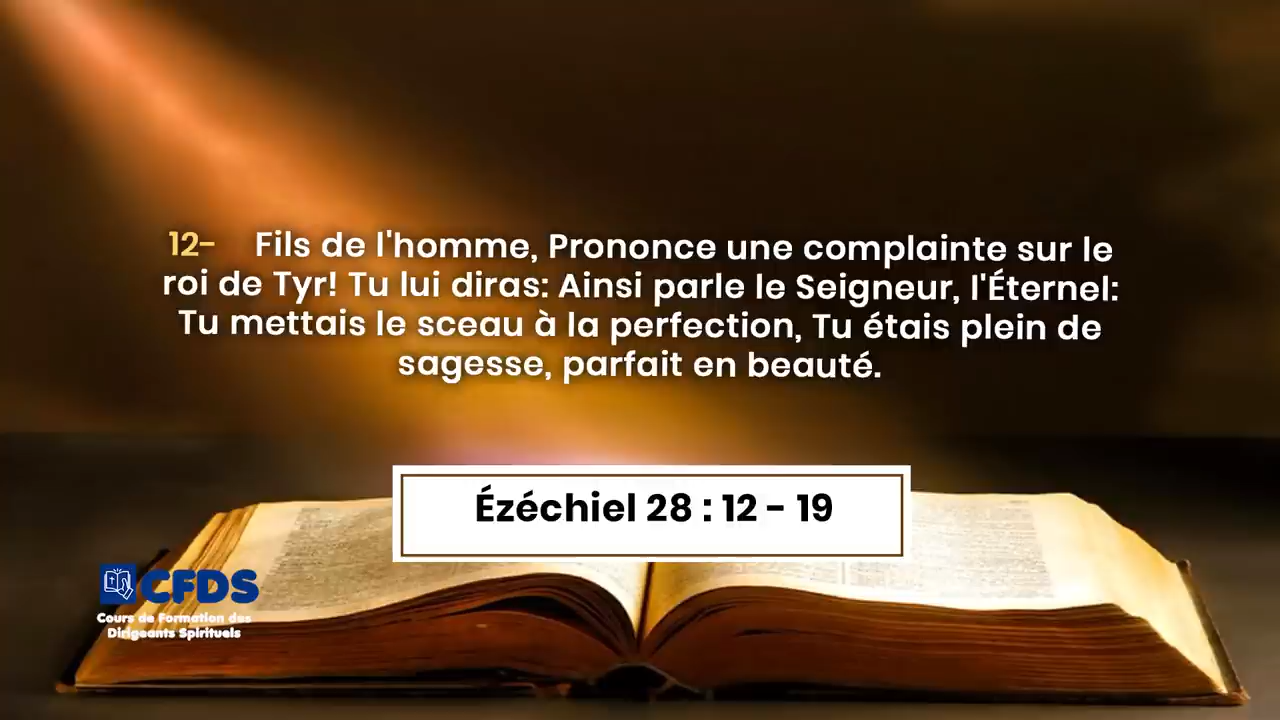 12- Fils de l'homme, Prononce une complainte sur le
roi de Tyr! Tu lui diras: Ainsi parle le Seigneur, l'Éternel:
Tu mettais le sceau à la perfection, Tu étais plein de
sagesse, parfait en beauté.
Ézéchiel 28 : 12 - 19
CFDS
Cours de Formation des
Dirigeants Spirituels